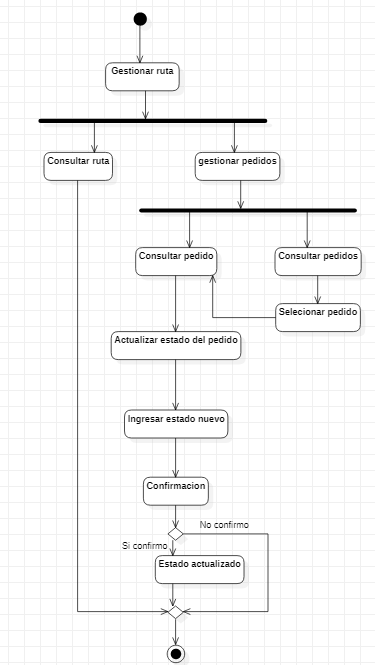 Gestionar ruta
Consultar ruta
gestionar pedidos
Consultar pedido
Consultar pedidos
Selecionar pedido
Actualizar estado del pedido
Ingresar estado nuevo
Confirmacion
No confirmo
Si confirmo
Estado actualizado